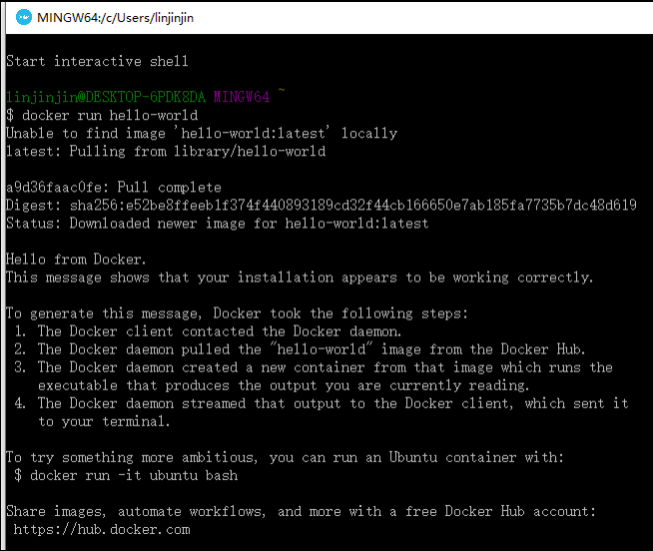 MINGW64:/c/Users/linjinjin
Start interactive shell
linjinjin@DESKTOP-6PDK8DA MINGW64 ~
$ docker run hello-world
Unable to find image 'hello-world:latest' locally
latest: Pulling from library/hello-world
a9d36faac0fe: Pull complete
Digest: sha256:e52be8ffeeb1f374f440893189cd32f44cb166650e7ab185fa7735b7dc48d619
Status: Downloaded newer image for hello-world:latest
Hello from Docker.
This message shows that your installation appears to be working correctly.
To generate this message, Docker took the following steps:
1. The Docker client contacted the Docker daemon.
2. The Docker daemon pulled the "hello-world" image from the Docker Hub.
3. The Docker daemon created a new container from that image which runs the
executable that produces the output you are currently reading.
4. The Docker daemon streamed that output to the Docker client, which sent it
to your terminal.
To try something more ambitious, you can run an Ubuntu container with:
$ docker run -it ubuntu bash
Share images, automate workflows, and more with a free Docker Hub account:
https://hub.docker.com